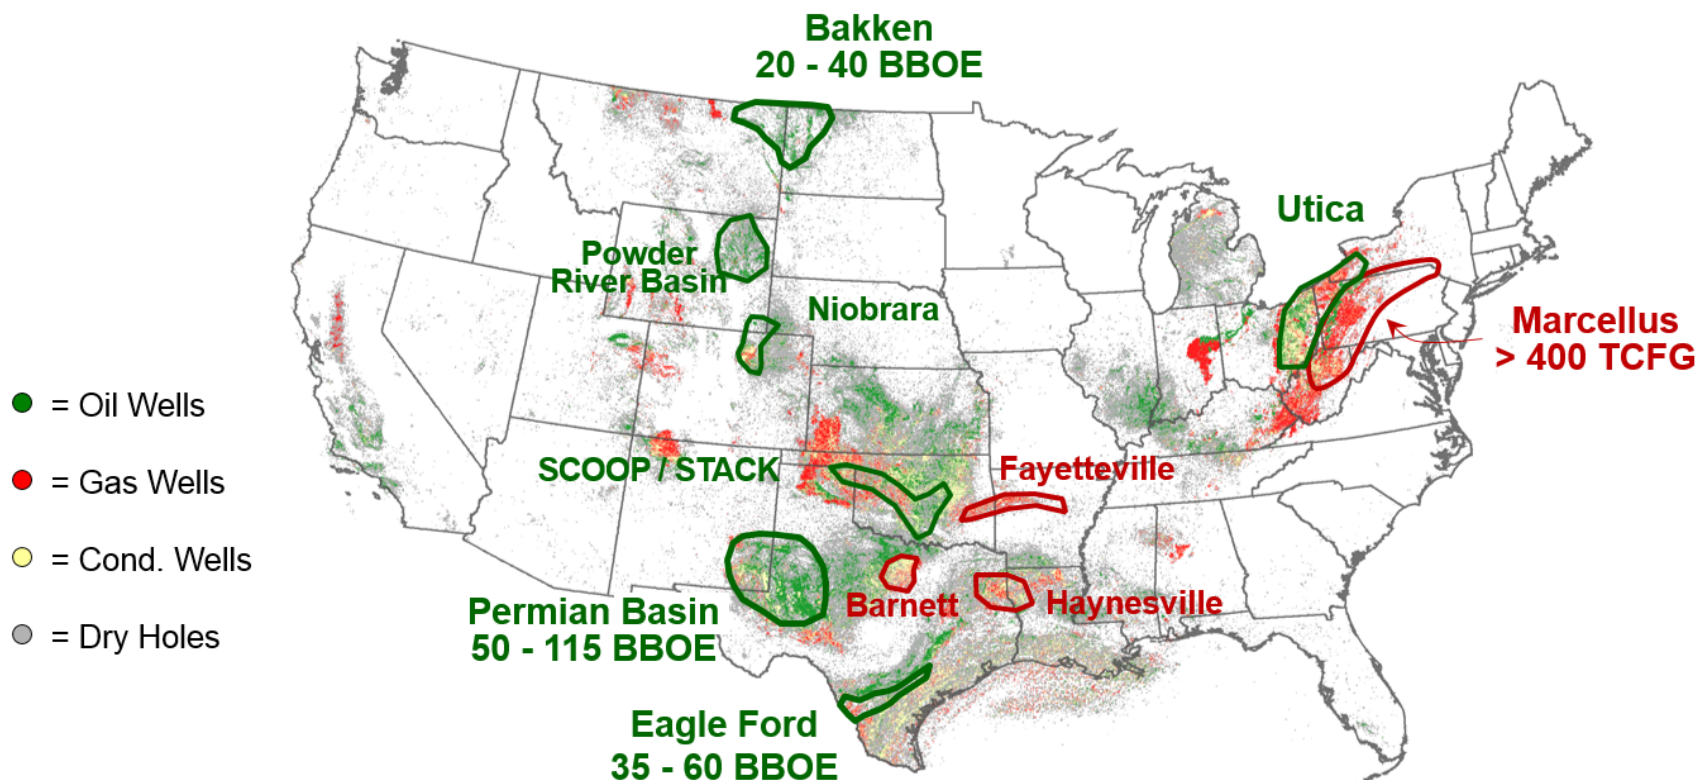 Bakken
20 - 40 BBOE
Utica
Powder
River Basin
Niobrara
Marcellus
> 400 TCFG
= Oil Wells
= Gas Wells
= Cond. Wells
= Dry Holes
SCOOP / STACK
Fayetteville
Permian Basin
50 - 115 BBOE
Barnett
Haynesville
Eagle Ford
35 - 60 BBOE